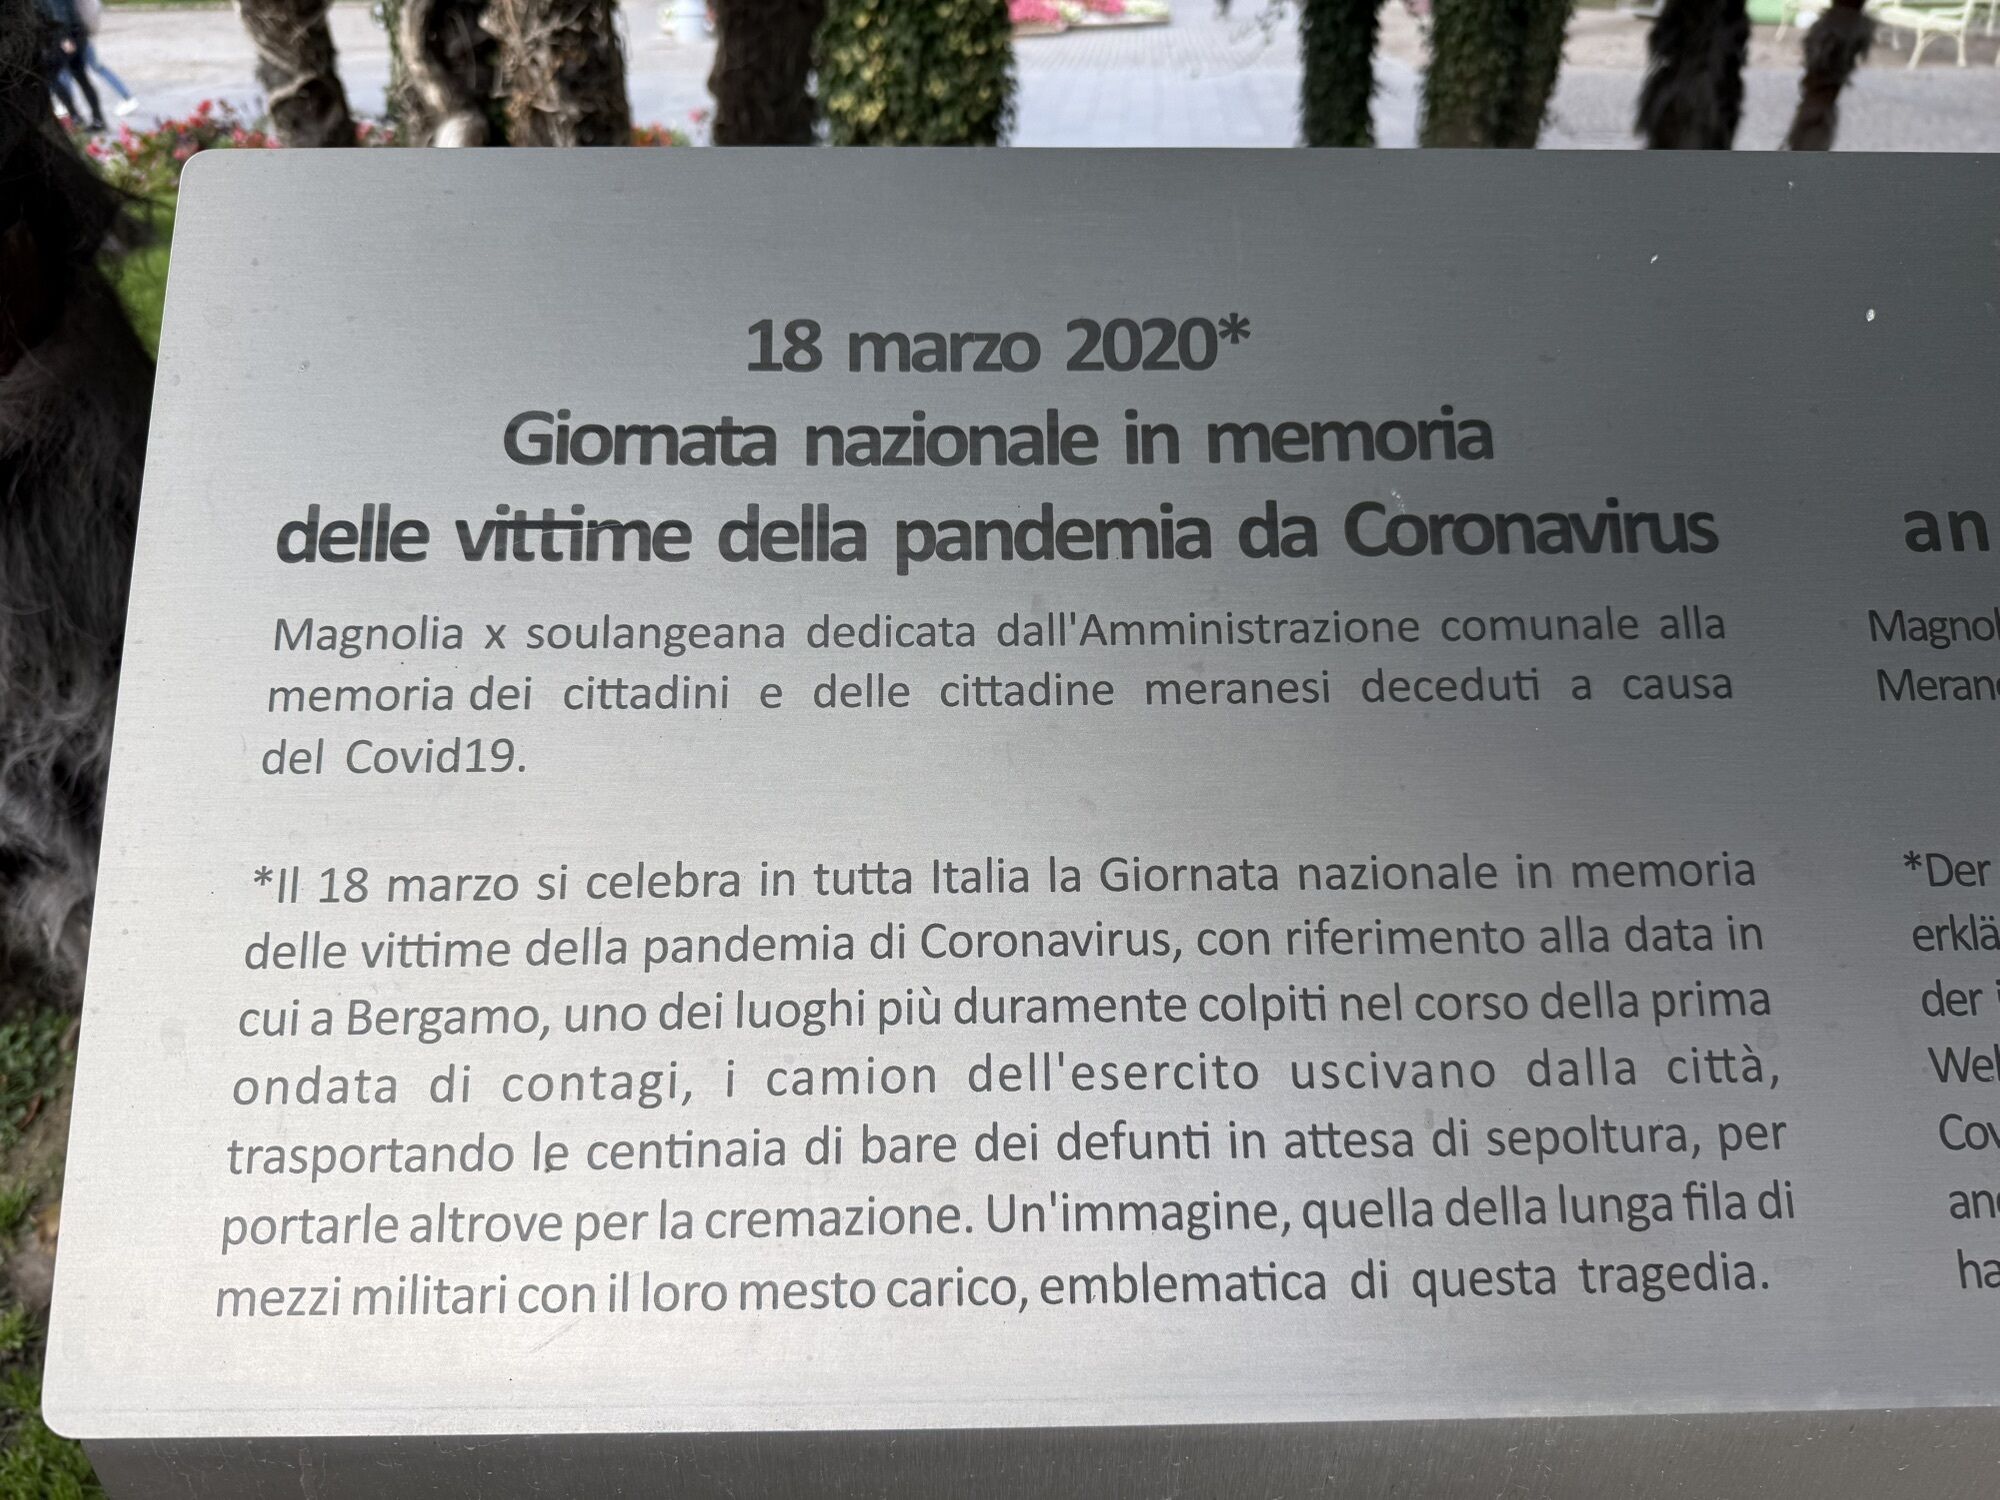 18 marzo 2020*
Giornata nazionale in memoria
delle vittime della pandemia da Coronavirus
Magnolia x soulangeana dedicata dall'Amministrazione comunale alla
memoria dei cittadini e delle cittadine meranesi deceduti a causa
del Covid19.
*Il 18 marzo si celebra in tutta Italia la Giornata nazionale in memoria
delle vittime della pandemia di Coronavirus, con riferimento alla data in
cui a Bergamo, uno dei luoghi più duramente colpiti nel corso della prima
ondata di contagi, i camion dell'esercito uscivano dalla città,
trasportando le centinaia di bare dei defunti in attesa di sepoltura, per
portarle altrove per la cremazione. Un'immagine, quella della lunga fila di
mezzi militari con il loro mesto carico, emblematica di questa tragedia.
an
*Der
der